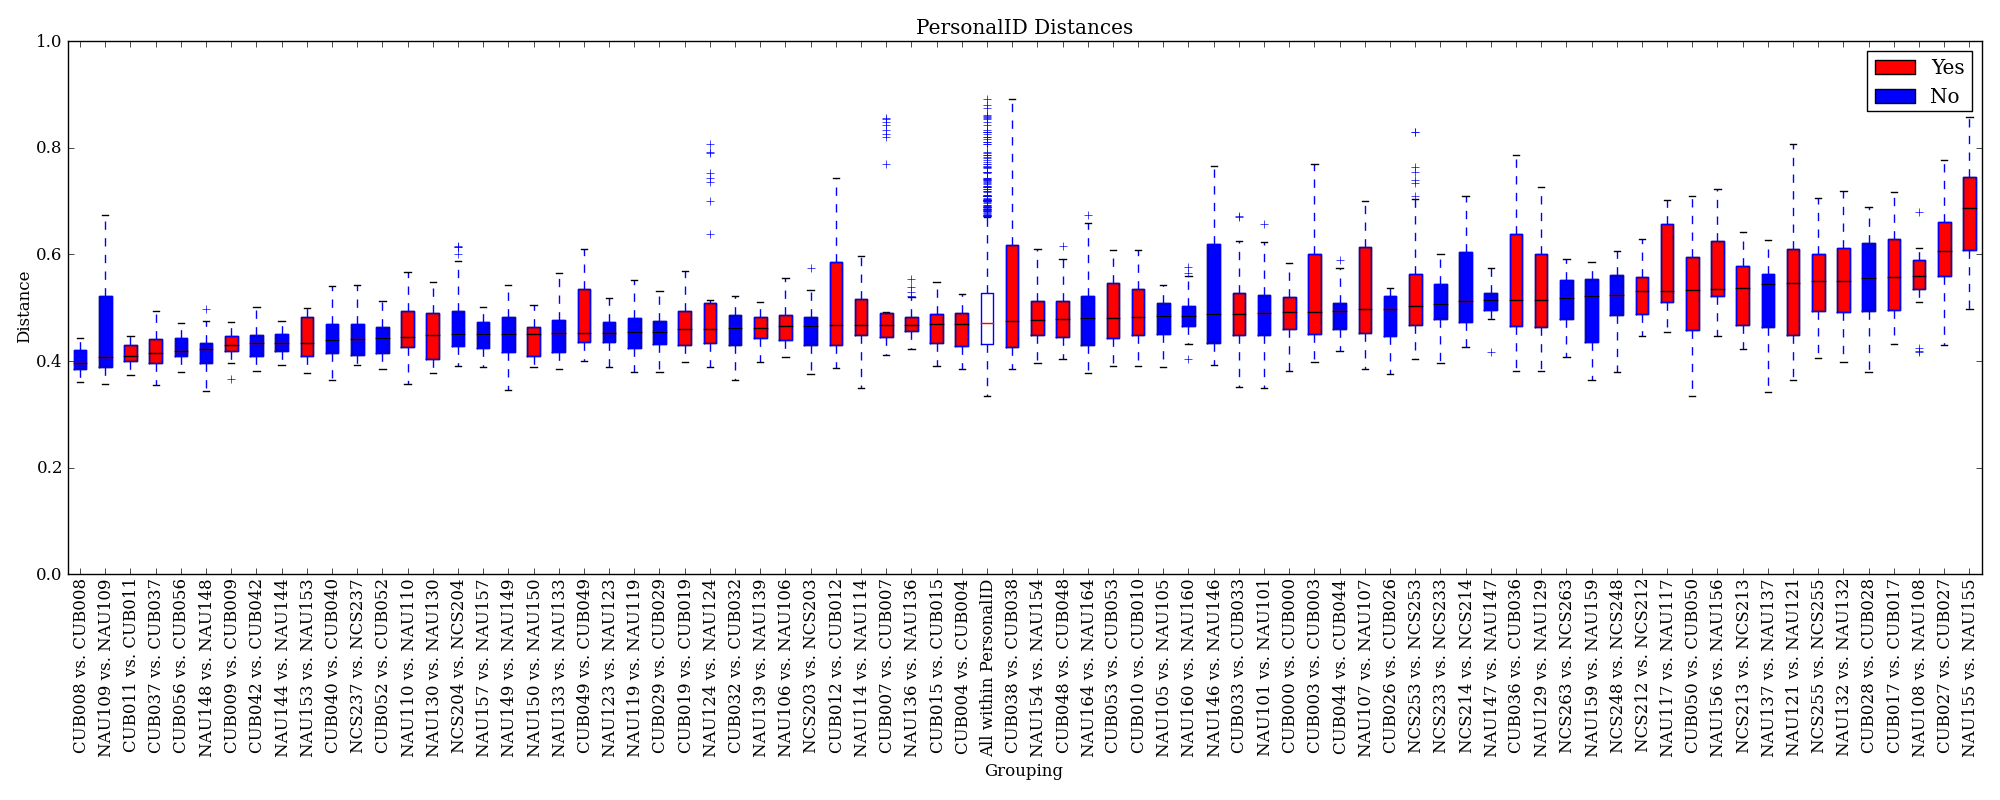 PersonalID Distances
1.0
0.8
0.6
0.4
0.2
0.0
Distance
Yes
No
CUB008 vs. CUB008
NAU109 vs. NAU109
CUB011 vs. CUB011
CUB037 vs. CUB037
CUB056 vs. CUB056
NAU148 vs. NAU148
CUB009 vs. CUB009
CUB042 vs. CUB042
NAU144 vs. NAU144
NAU153 vs. NAU153
CUB040 vs. CUB040
NCS237 vs. NCS237
CUB052 vs. CUB052
NAU110 vs. NAU110
NAU130 vs. NAU130
NCS204 vs. NCS204
NAU157 vs. NAU157
NAU149 vs. NAU149
NAU150 vs. NAU150
NAU133 vs. NAU133
CUB049 vs. CUB049
NAU123 vs. NAU123
NAU119 vs. NAU119
CUB029 vs. CUB029
CUB019 vs. CUB019
NAU124 vs. NAU124
CUB032 vs. CUB032
NAU139 vs. NAU139
NAU106 vs. NAU106
NCS203 vs. NCS203
CUB012 vs. CUB012
NAU114 vs. NAU114
CUB007 vs. CUB007
NAU136 vs. NAU136
CUB015 vs. CUB015
CUB004 vs. CUB004
All within PersonalID
CUB038 vs. CUB038
NAU154 vs. NAU154
CUB048 vs. CUB048
NAU164 vs. NAU164
CUB053 vs. CUB053
CUB010 vs. CUB010
NAU105 vs. NAU105
NAU160 vs. NAU160
NAU146 vs. NAU146
CUB033 vs. CUB033
NAU101 vs. NAU101
CUB000 vs. CUB000
CUB003 vs. CUB003
CUB044 vs. CUB044
NAU107 vs. NAU107
CUB026 vs. CUB026
NCS253 vs. NCS253
NCS233 vs. NCS233
NCS214 vs. NCS214
NAU147 vs. NAU147
CUB036 vs. CUB036
NAU129 vs. NAU129
NCS263 vs. NCS263
NAU159 vs. NAU159
NCS248 vs. NCS248
NCS212 vs. NCS212
NAU117 vs. NAU117
CUB050 vs. CUB050
NAU156 vs. NAU156
NCS213 vs. NCS213
NAU137 vs. NAU137
NAU121 vs. NAU121
NCS255 vs. NCS255
NAU132 vs. NAU132
CUB028 vs. CUB028
CUB017 vs. CUB017
NAU108 vs. NAU108
CUB027 vs. CUB027
NAU155 vs. NAU155
Grouping